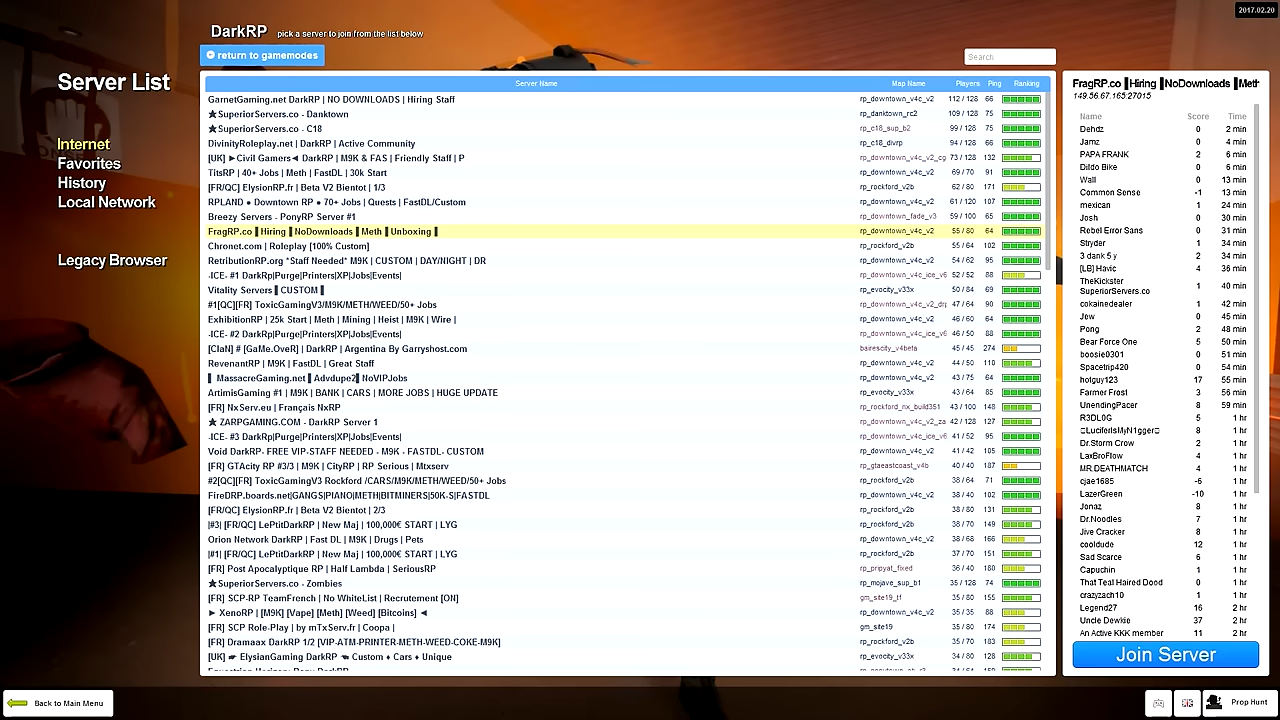 2017.02.20
DarkRP pick a server to join from the list below
return to gamemodes
Search
Server List
Internet
Favorites
History
Local Network
Legacy Browser
Server Name Map Name Players Ping Ranking
GarnetGaming.net DarkRP | NO DOWNLOADS | Hiring Staff rp_downtown_v4c_v2 112 / 128 66
★SuperiorServers.co - Danktown rp_danktown_rc2 109 / 128 75
★SuperiorServers.co - C18 rp_c18_sup_b2 99 / 128 75
DivinityRoleplay.net | DarkRP | Active Community rp_c18_divrp 94 / 128 66
[UK] ►Civil Gamers◄ DarkRP | M9K & FAS | Friendly Staff | P rp_downtown_v4c_v2_cg 73 / 128 132
TitsRP | 40+ Jobs | Meth | FastDL | 30k Start rp_downtown_v4c_v2 69 / 70 91
[FR/QC] ElysionRP.fr | Beta V2 Bientot | 1/3 rp_rockford_v2b 62 / 80 171
RPLAND ● Downtown RP ● 70+ Jobs | Quests | FastDL/Custom rp_downtown_v4c_v2 61 / 120 107
Breezy Servers - PonyRP Server #1 rp_downtown_fade_v3 59 / 100 65
FragRP.co ▌Hiring ▌NoDownloads ▌Meth ▌Unboxing ▌ rp_downtown_v4c_v2 55 / 80 64
Chronet.com | Roleplay [100% Custom] rp_rockford_v2b 55 / 64 102
RetributionRP.org *Staff Needed* M9K | CUSTOM | DAY/NIGHT | DR rp_downtown_v4c_v2 54 / 62 95
-ICE- #1 DarkRp|Purge|Printers|XP|Jobs|Events| rp_downtown_v4c_ice_v6 52 / 52 88
Vitality Servers ▌CUSTOM ▌ rp_evocity_v33x 50 / 84 69
#1[QC][FR] ToxicGamingV3/M9K/METH/WEED/50+ Jobs rp_downtown_v4c_v2_drp 47 / 64 90
ExhibitionRP | 25k Start | Meth | Mining | Heist | M9K | Wire | rp_downtown_v4c_v2 46 / 60 64
-ICE- #2 DarkRp|Purge|Printers|XP|Jobs|Events| rp_downtown_v4c_ice_v6 46 / 50 88
[ClaN] # [GaMe.OveR] | DarkRP | Argentina By Garryshost.com bairescity_v4beta 45 / 45 274
RevenantRP | M9K | FastDL | Great Staff rp_downtown_v4c_v2 44 / 50 110
▌ MassacreGaming.net ▌Advdupe2▌NoVIPJobs rp_downtown_v4c_v2 43 / 75 64
ArtimisGaming #1 | M9K | BANK | CARS | MORE JOBS | HUGE UPDATE rp_evocity_v33x 43 / 64 85
[FR] NxServ.eu | Français NxRP rp_rockford_nx_build351 43 / 100 148
★ ZARPGAMING.COM - DarkRP Server 1 rp_downtown_v4c_v2_za 42 / 128 127
-ICE- #3 DarkRp|Purge|Printers|XP|Jobs|Events| rp_downtown_v4c_ice_v6 41 / 52 95
Void DarkRP- FREE VIP-STAFF NEEDED - M9K - FASTDL- CUSTOM rp_downtown_v4c_v2 41 / 42 105
[FR] GTAcity RP #3/3 | M9K | CityRP | RP Serious | Mtxserv rp_gtaeastcoast_v4b 40 / 40 187
#2[QC][FR] ToxicGamingV3 Rockford /CARS/M9K/METH/WEED/50+ Jobs rp_rockford_v2b 38 / 64 71
FireDRP.boards.net|GANGS|PIANO|METH|BITMINERS|50K-S|FASTDL rp_downtown_v4c_v2 38 / 40 102
[FR/QC] ElysionRP.fr | Beta V2 Bientot | 2/3 rp_rockford_v2b 38 / 80 131
|#3| [FR/QC] LePtitDarkRP | New Maj | 100,000€ START | LYG rp_rockford_v2b 38 / 70 149
Orion Network DarkRP | Fast DL | M9K | Drugs | Pets rp_downtown_v4c_v2 38 / 68 166
|#1| [FR/QC] LePtitDarkRP | New Maj | 100,000€ START | LYG rp_rockford_v2b 37 / 70 151
[FR] Post Apocalyptique RP | Half Lambda | SeriousRP rp_pripyat_fixed 36 / 40 180
★SuperiorServers.co - Zombies rp_mojave_sup_b1 35 / 128 74
[FR] SCP-RP TeamFrench | No WhiteList | Recrutement [ON] gm_site19_tf 35 / 80 155
► XenoRP | [M9K] [Vape] [Meth] [Weed] [Bitcoins] ◄ rp_downtown_v4c_v2 35 / 35 88
[FR] SCP Role-Play | by mTxServ.fr | Coopa | gm_site19 35 / 80 174
[FR] Dramaax DarkRP 1/2 [VIP-ATM-PRINTER-METH-WEED-COKE-M9K] rp_rockford_v2b 35 / 70 183
[UK] ☛ ElysianGaming DarkRP ☚ Custom ♦ Cars ♦ Unique rp_evocity_v33x 34 / 80 128
FragRP.co ▌Hiring ▌NoDownloads ▌Meth
149.56.67.165:27015
Name Score Time
Dehdz 0 2 min
Jamz 0 4 min
PAPA FRANK 2 6 min
Dildo Bike 0 6 min
Wall 0 13 min
Common Sense -1 13 min
mexican 1 24 min
Josh 0 30 min
Rebel Error Sans 0 31 min
Stryder 1 34 min
3 dank 5 y 2 34 min
[LB] Havic 4 36 min
TheKickster SuperiorServers.co 1 40 min
cokainedealer 1 42 min
Jew 0 45 min
Pong 2 48 min
Bear Force One 5 50 min
boosie0301 0 51 min
Spacetrip420 0 54 min
hotguy123 17 55 min
Farmer Frost 3 56 min
UnendingPacer 8 59 min
R3DL0G 5 1 hr
□LuciferIsMyN1gger□ 8 1 hr
Dr.Storm Crow 2 1 hr
LaxBroFlow 4 1 hr
MR.DEATHMATCH 4 1 hr
cjae1685 -6 1 hr
LazerGreen -10 1 hr
Jonaz 8 1 hr
Dr.Noodles 7 1 hr
Jive Cracker 8 1 hr
cooldude 12 1 hr
Sad Scarce 6 1 hr
Capuchin 1 1 hr
That Teal Haired Dood 0 1 hr
crazyzach10 1 1 hr
Legend27 16 2 hr
Uncle Dewkie 37 2 hr
An Active KKK member 11 2 hr
Join Server
Back to Main Menu
Prop Hunt